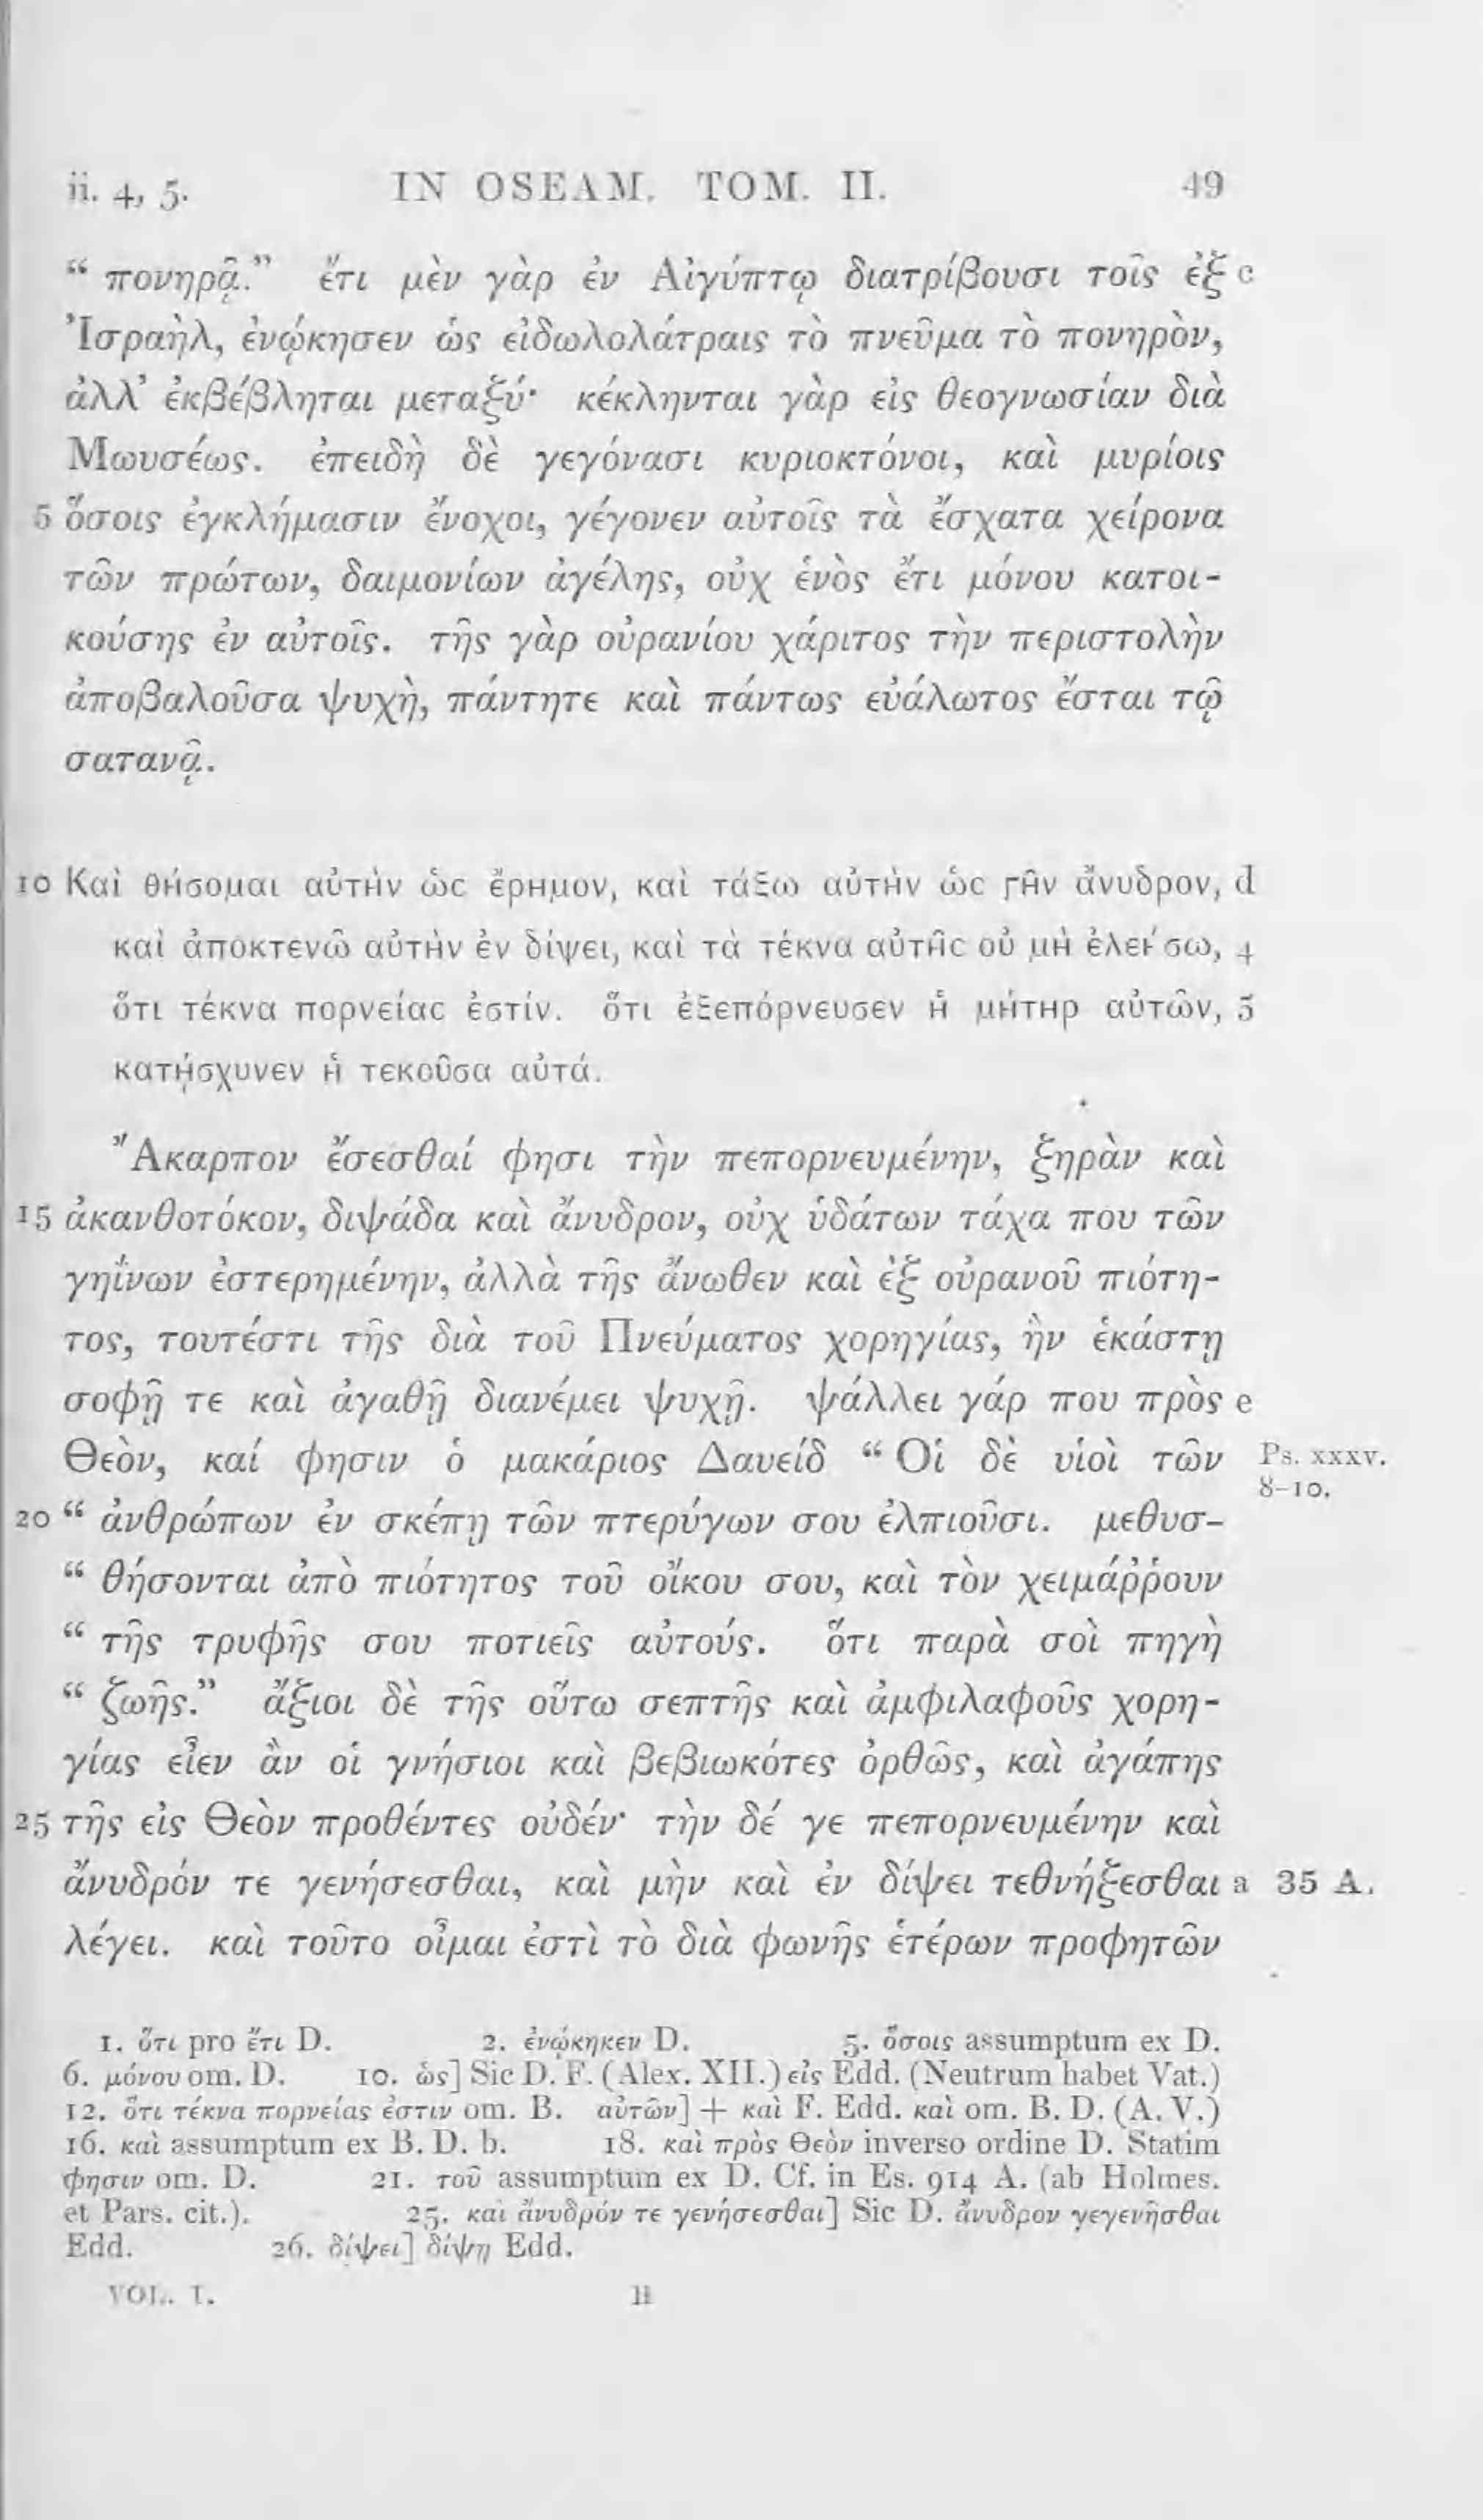 ii. 4, 5. IN OSEAM. TOM. II. 49
“ πονηρᾷ.” ἔτι μὲν γὰρ ἐν Αἰγύπτῳ διατρίβουσι τοῖς ἐξ c
Ἰσραὴλ, ἐνῴκησεν ὡς εἰδωλολάτραις τὸ πνεῦμα τὸ πονηρὸν,
ἀλλ’ ἐκβέβληται μεταξύ· κέκληνται γὰρ εἰς θεογνωσίαν διὰ
Μωυσέως. ἐπειδὴ δὲ γεγόνασι κυριοκτόνοι, καὶ μυρίοις
5 ὅσοις ἐγκλήμασιν ἔνοχοι, γέγονεν αὐτοῖς τὰ ἔσχατα χείρονα
τῶν πρώτων, δαιμονίων ἀγέλης, οὐχ ἑνὸς ἔτι μόνου κατοι-
κούσης ἐν αὐτοῖς. τῆς γὰρ οὐρανίου χάριτος τὴν περιστολὴν
ἀποβαλοῦσα ψυχὴ, πάντητε καὶ πάντως εὐάλωτος ἔσται τῷ
σατανᾷ.
10 Καὶ θήσομαι αὐτὴν ὡς ἔρημον, καὶ τάξω αὐτὴν ὡς γῆν ἄνυδρον, d
καὶ ἀποκτενῶ αὐτὴν ἐν δίψει, καὶ τὰ τέκνα αὐτῆς οὐ μὴ ἐλεήσω, 4
ὅτι τέκνα πορνείας ἐστίν. ὅτι ἐξεπόρνευσεν ἡ μήτηρ αὐτῶν, 5
κατῄσχυνεν ἡ τεκοῦσα αὐτά.
Ἄκαρπον ἔσεσθαί φησι τὴν πεπορνευμένην, ξηρὰν καὶ
15 ἀκανθοτόκον, διψάδα καὶ ἄνυδρον, οὐχ ὑδάτων τάχα που τῶν
γηΐνων ἐστερημένην, ἀλλὰ τῆς ἄνωθεν καὶ ἐξ οὐρανοῦ πιότη-
τος, τουτέστι τῆς διὰ τοῦ Πνεύματος χορηγίας, ἣν ἑκάστῃ
σοφῇ τε καὶ ἀγαθῇ διανέμει ψυχῇ. ψάλλει γάρ που πρὸς e
Θεὸν, καί φησιν ὁ μακάριος Δαυείδ “ Οἱ δὲ υἱοὶ τῶν Ps. xxxv.
8-10.
20 “ ἀνθρώπων ἐν σκέπῃ τῶν πτερύγων σου ἐλπιοῦσι. μεθυσ-
“ θήσονται ἀπὸ πιότητος τοῦ οἴκου σου, καὶ τὸν χειμάῤῥουν
“ τῆς τρυφῆς σου ποτιεῖς αὐτούς. ὅτι παρὰ σοὶ πηγὴ
“ ζωῆς.” ἄξιοι δὲ τῆς οὕτω σεπτῆς καὶ ἀμφιλαφοῦς χορη-
γίας εἶεν ἂν οἱ γνήσιοι καὶ βεβιωκότες ὀρθῶς, καὶ ἀγάπης
25 τῆς εἰς Θεὸν προθέντες οὐδέν· τὴν δέ γε πεπορνευμένην καὶ
ἄνυδρόν τε γενήσεσθαι, καὶ μὴν καὶ ἐν δίψει τεθνήξεσθαι a 35 A.
λέγει. καὶ τοῦτο οἶμαι ἐστὶ τὸ διὰ φωνῆς ἑτέρων προφητῶν
1. ὅτι pro ἔτι D. 2. ἐνῴκηκεν D. 5. ὅσοις assumptum ex D.
6. μόνου om. D. 10. ὡς] Sic D. F. (Alex. XII.) εἰς Edd. (Neutrum habet Vat.)
12. ὅτι τέκνα πορνείας ἐστιν om. B. αὐτῶν] + καὶ F. Edd. καὶ om. B. D. (A. V.)
16. καὶ assumptum ex B. D. b. 18. καὶ πρὸς Θεὸν inverso ordine D. Statim
φησιν om. D. 21. τοῦ assumptum ex D. Cf. in Es. 914 A. (ab Holmes.
et Pars. cit.). 25. καὶ ἄνυδρόν τε γενήσεσθαι] Sic D. ἄνυδρον γεγενῆσθαι
Edd. 26. δίψει] δίψῃ Edd.
VOL. I. H